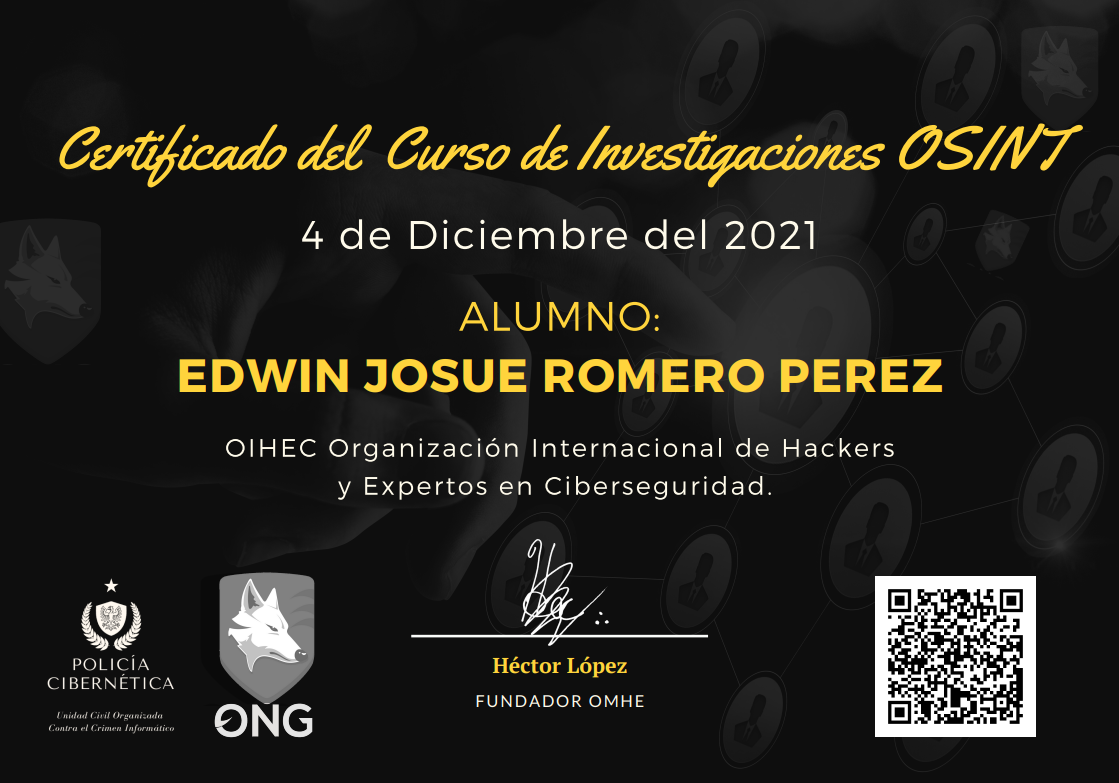 Certificado del Curso de Investigaciones OSINT
4 de Diciembre del 2021
ALUMNO:
EDWIN JOSUE ROMERO PEREZ
OIHEC Organización Internacional de Hackers
y Expertos en Ciberseguridad.
POLICÍA
CIBERNÉTICA
Unidad Civil Organizada
Contra el Crimen Informático
ONG
Héctor López
FUNDADOR OMHE